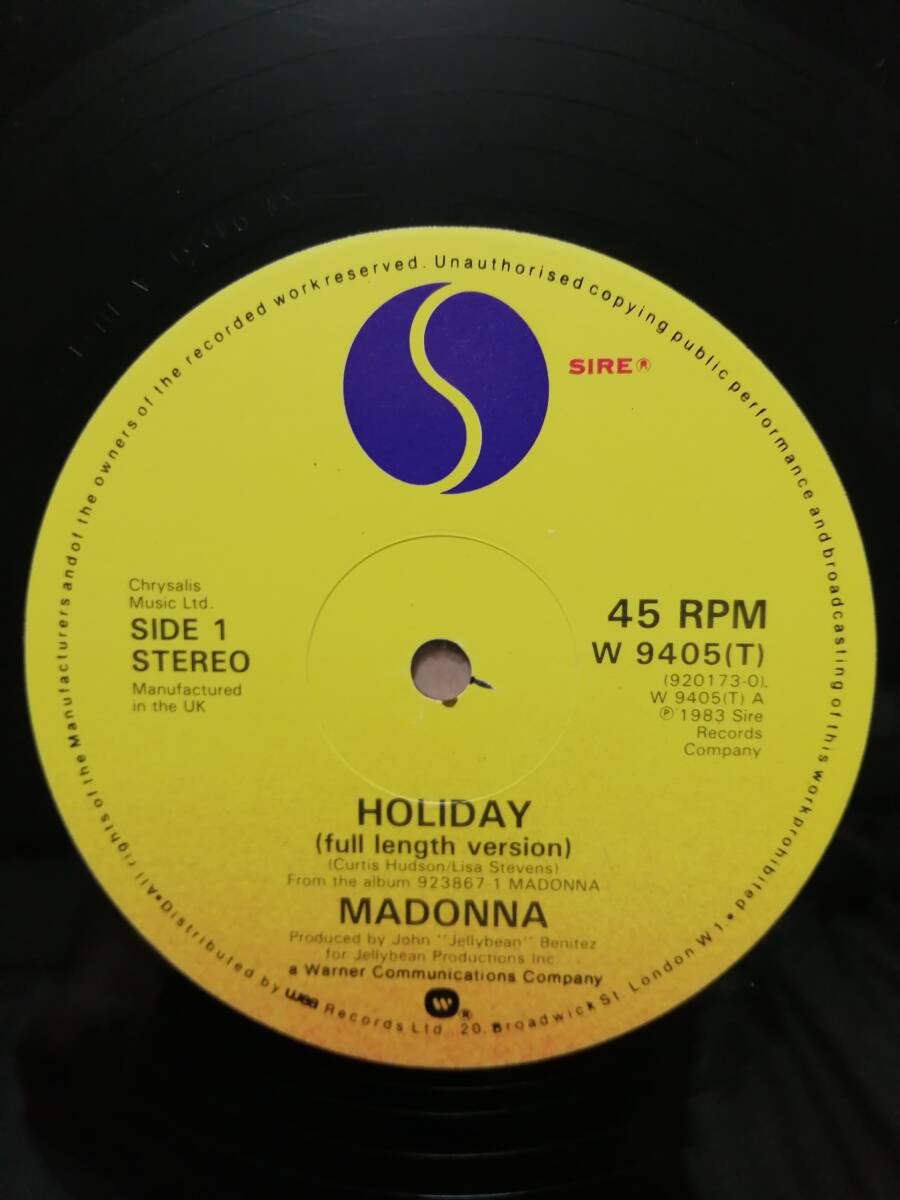 All rights of the Manufacturers and of the owners of the recorded work reserved. Unauthorised copying public performance and broadcasting of this work prohibited.
SIRE®
Chrysalis
Music Ltd.
SIDE 1
STEREO
Manufactured
in the UK
45 RPM
W 9405(T)
(920173-0).
W 9405(T) A
℗ 1983 Sire
Records
Company
HOLIDAY
(full length version)
(Curtis Hudson/Lisa Stevens)
From the album 923867-1 MADONNA
MADONNA
Produced by John "Jellybean" Benitez
for Jellybean Productions Inc.
a Warner Communications Company
W®
Distributed by wea Records Ltd., 20, Broadwick St. London W1.